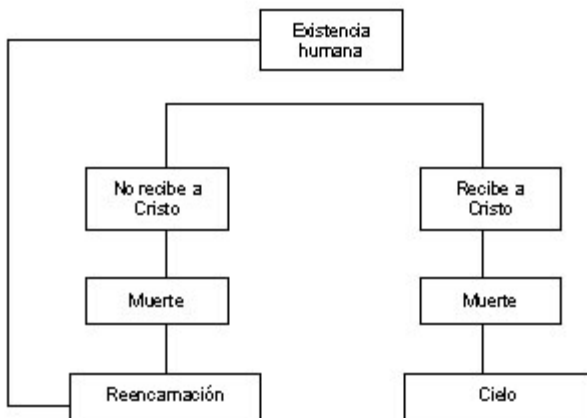 Existencia
humana
No recibe a
Cristo
Recibe a
Cristo
Muerte
Muerte
Reencarnación
Cielo